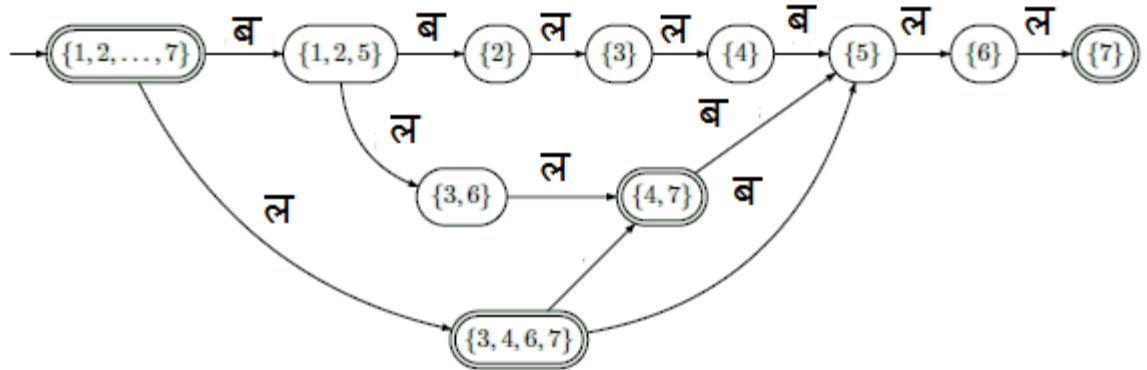 ब ब अ अ ब अ अ
{1, 2, . . . , 7} {1, 2, 5} {2} {3} {4} {5} {6} {7}
अ ब
अ ब
{3, 6} {4, 7}
अ
{3, 4, 6, 7}